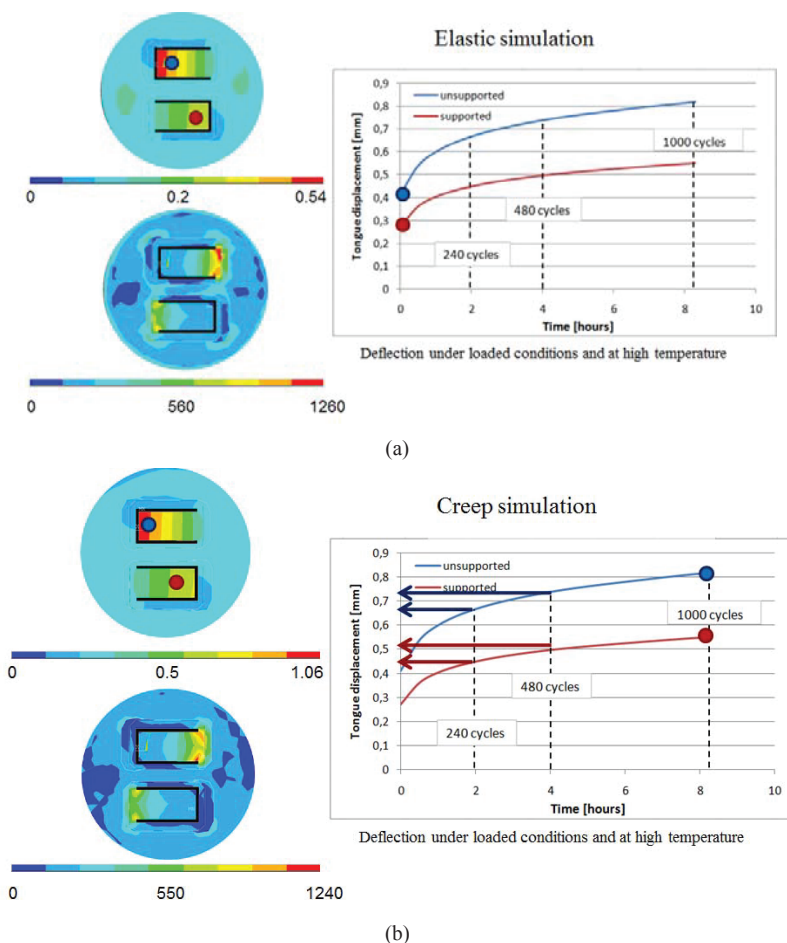 Elastic simulation
0 0.2 0.54
0 560 1260
0,9
0,8
0,7
0,6
0,5
0,4
0,3
0,2
0,1
0
Tongue displacement [mm]
unsupported
supported
1000 cycles
480 cycles
240 cycles
0 2 4 6 8 10
Time [hours]
Deflection under loaded conditions and at high temperature
(a)
Creep simulation
0 0.5 1.06
0 550 1240
0,9
0,8
0,7
0,6
0,5
0,4
0,3
0,2
0,1
0
Tongue displacement [mm]
unsupported
supported
1000 cycles
480 cycles
240 cycles
0 2 4 6 8 10
Time [hours]
Deflection under loaded conditions and at high temperature
(b)